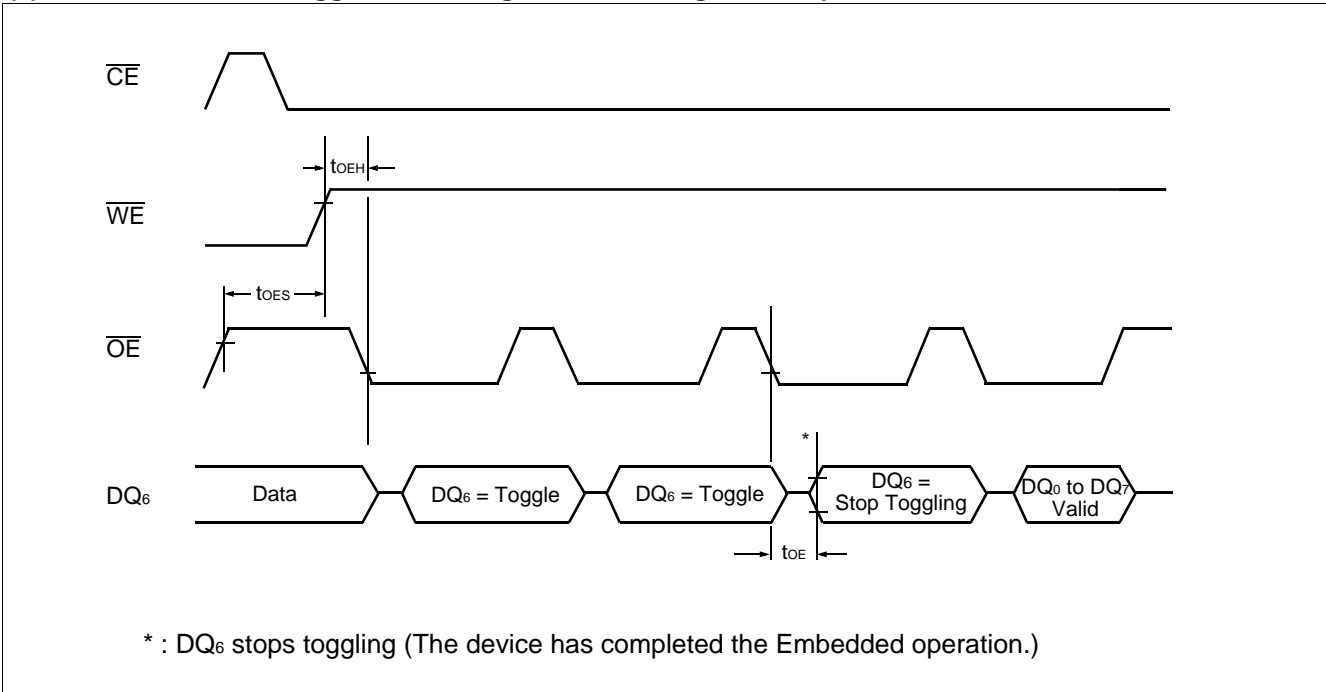 CE
tOEH
WE
tOES
OE
*
DQ6
Data
DQ6 = Toggle
DQ6 = Toggle
DQ6 =
Stop Toggling
DQ0 to DQ7
Valid
tOE
* : DQ6 stops toggling (The device has completed the Embedded operation.)